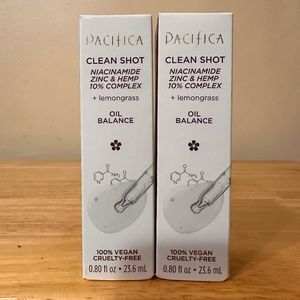 PACIFICA
CLEAN SHOT
NIACINAMIDE
ZINC & HEMP
10% COMPLEX
+ lemongrass
OIL
BALANCE
100% VEGAN
CRUELTY-FREE
0.80 fl oz • 23.6 mL
PACIFICA
CLEAN SHOT
NIACINAMIDE
ZINC & HEMP
10% COMPLEX
+ lemongrass
OIL
BALANCE
100% VEGAN
CRUELTY-FREE
0.80 fl oz • 23.6 mL